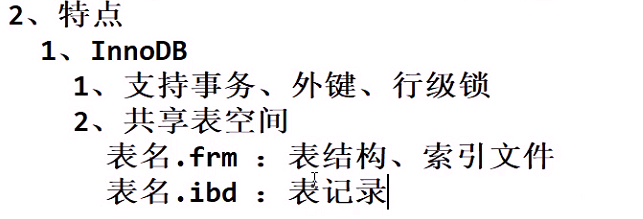 2、特点
1、InnoDB
1、支持事务、外键、行级锁
2、共享表空间
表名.frm : 表结构、索引文件
表名.ibd : 表记录